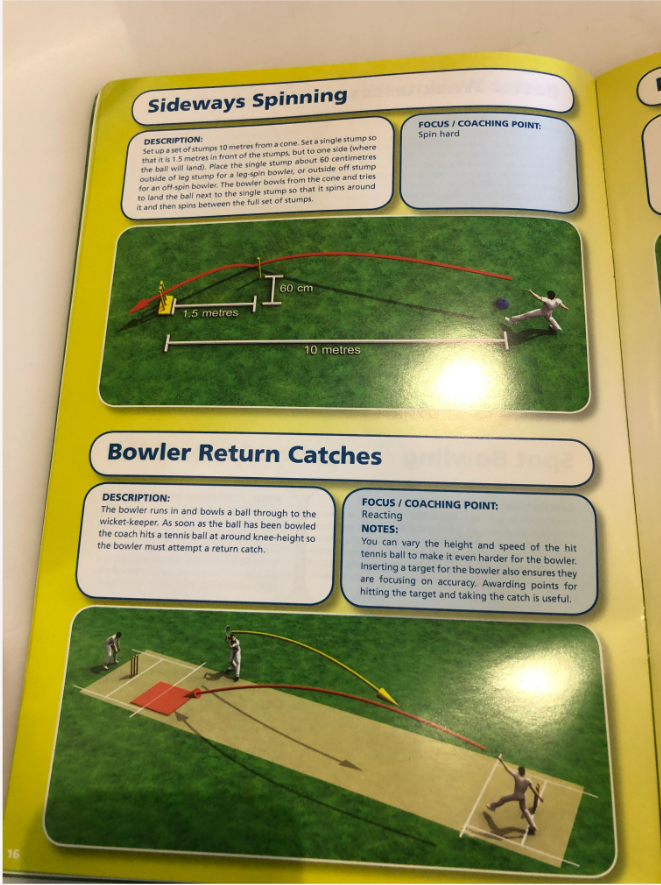 Sideways Spinning
DESCRIPTION:
Set up a set of stumps 10 metres from a cone. Set a single stump so
that it is 1.5 metres in front of the stumps, but to one side (where
the ball will land). Place the single stump about 60 centimetres
outside of leg stump for a leg-spin bowler, or outside off stump
for an off-spin bowler. The bowler bowls from the cone and tries
to land the ball next to the single stump so that it spins around
it and then spins between the full set of stumps.
FOCUS / COACHING POINT:
Spin hard
60 cm
1.5 metres
10 metres
Bowler Return Catches
DESCRIPTION:
The bowler runs in and bowls a ball through to the
wicket-keeper. As soon as the ball has been bowled
the coach hits a tennis ball at around knee-height so
the bowler must attempt a return catch.
FOCUS / COACHING POINT:
Reacting
NOTES:
You can vary the height and speed of the hit
tennis ball to make it even harder for the bowler.
Inserting a target for the bowler also ensures they
are focusing on accuracy. Awarding points for
hitting the target and taking the catch is useful.
16